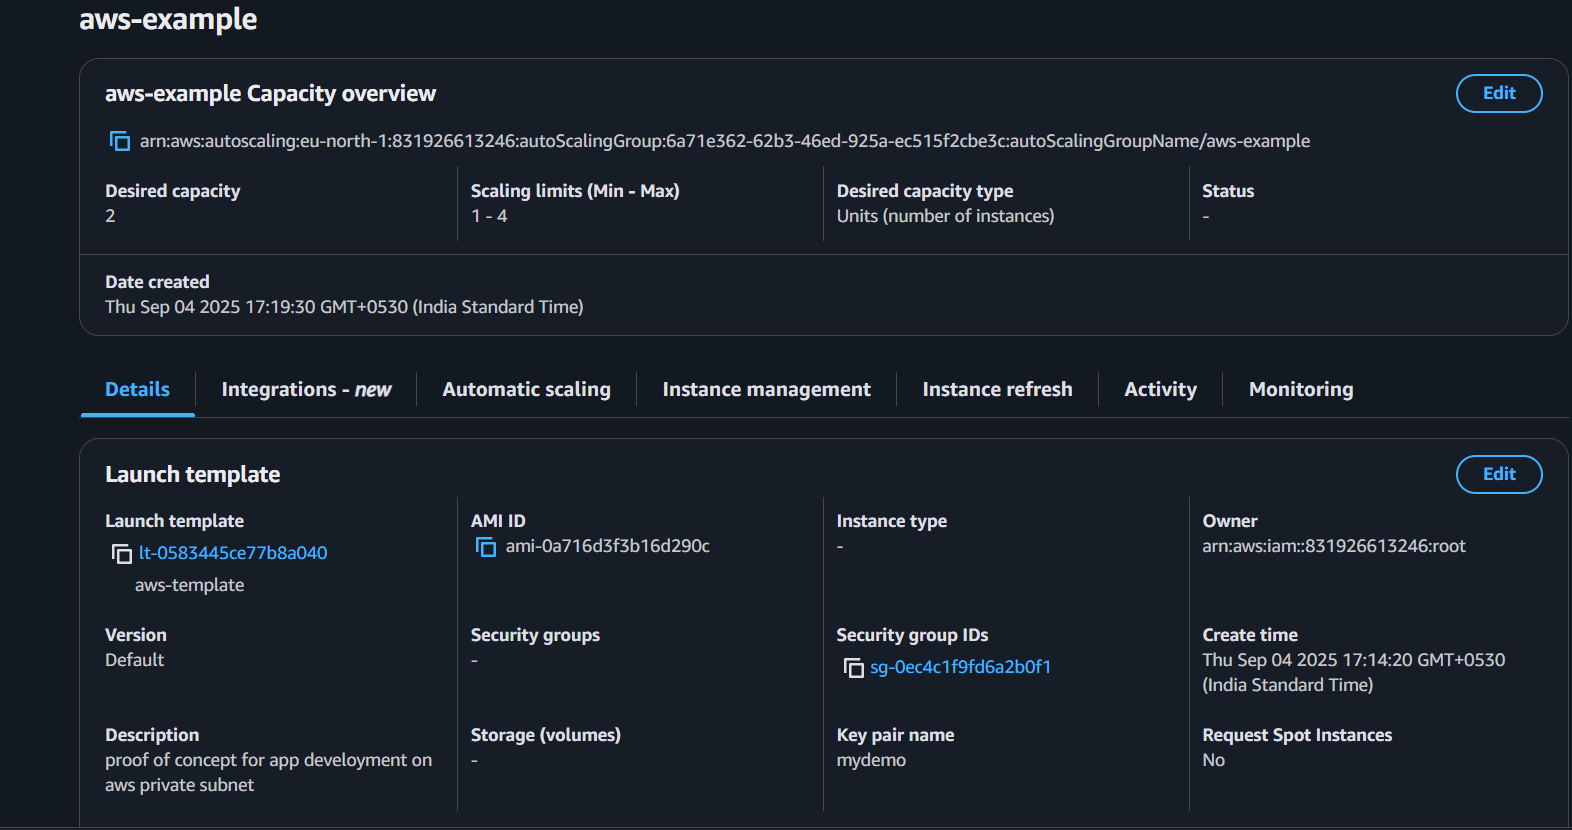 aws-example
aws-example Capacity overview
Edit
arn:aws:autoscaling:eu-north-1:831926613246:autoScalingGroup:6a71e362-62b3-46ed-925a-ec515f2cbe3c:autoScalingGroupName/aws-example
Desired capacity
2
Scaling limits (Min - Max)
1 - 4
Desired capacity type
Units (number of instances)
Status
-
Date created
Thu Sep 04 2025 17:19:30 GMT+0530 (India Standard Time)
Details
Integrations - new
Automatic scaling
Instance management
Instance refresh
Activity
Monitoring
Launch template
Edit
Launch template
lt-0583445ce77b8a040
aws-template
AMI ID
ami-0a716d3f3b16d290c
Instance type
-
Owner
arn:aws:iam::831926613246:root
Version
Default
Security groups
-
Security group IDs
sg-0ec4c1f9fd6a2b0f1
Create time
Thu Sep 04 2025 17:14:20 GMT+0530
(India Standard Time)
Description
proof of concept for app develoyment on
aws private subnet
Storage (volumes)
-
Key pair name
mydemo
Request Spot Instances
No